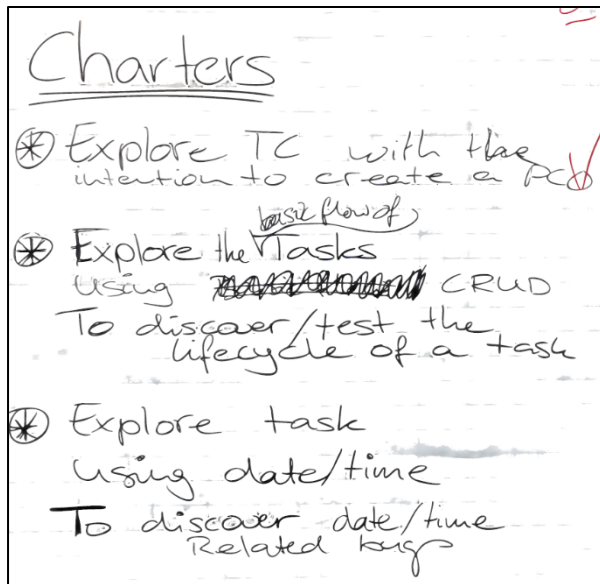 Charters
Explore TC with the
intention to create a PCO
basic flow of
Explore the Tasks
Using CRUD
To discover/test the
lifecycle of a task
Explore task
Using date/time
To discover date/time
Related bugs